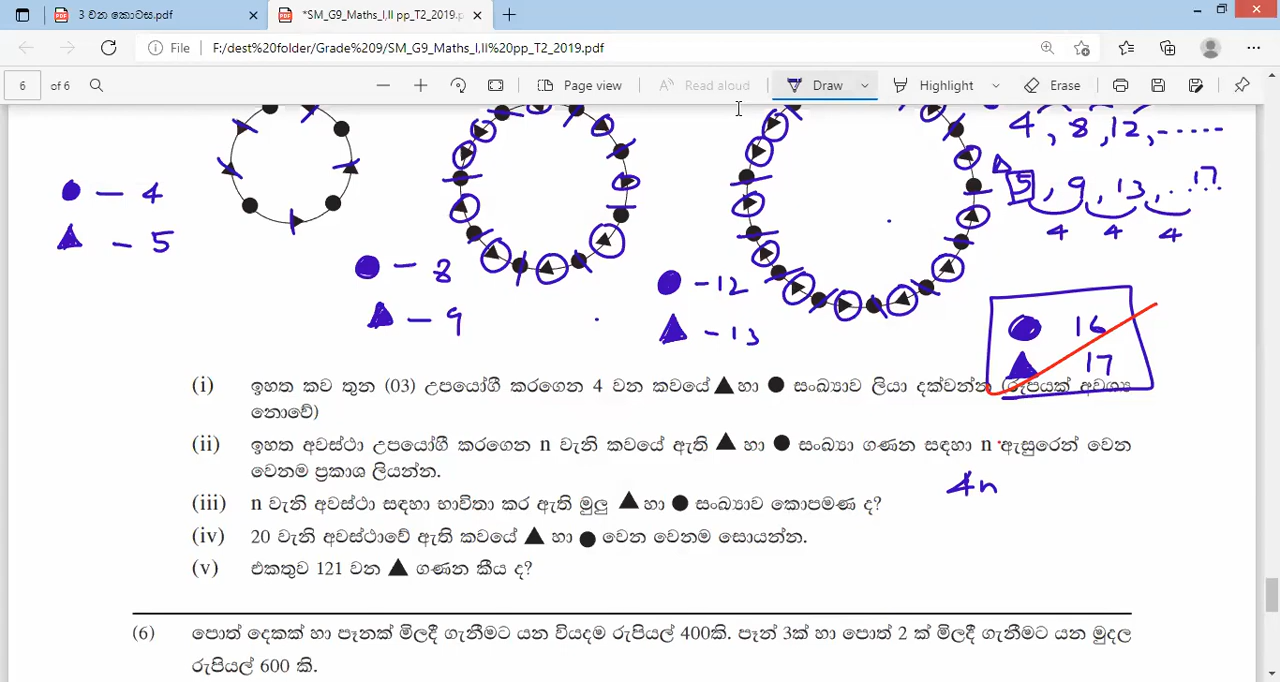 3 වන කොටස.pdf
*SM_G9_Maths_I,II pp_T2_2019.p
File F:/dest%20folder/Grade%209/SM_G9_Maths_I,II%20pp_T2_2019.pdf
6 of 6 Page view Read aloud Draw Highlight Erase
4, 8, 12, -----
5, 9, 13, ... 17
4 4 4
● - 4
▲ - 5
● - 8
▲ - 9
● - 12
▲ - 13
● 16
▲ 17
(i) ඉහත කව තුන (03) උපයෝගී කරගෙන 4 වන කවයේ ▲ හා ● සංඛ්‍යාව ලියා දක්වන්න (රූපයක් අවශ්‍ය
නොවේ)
(ii) ඉහත අවස්ථා උපයෝගී කරගෙන n වැනි කවයේ ඇති ▲ හා ● සංඛ්‍යා ගණන සඳහා n ඇසුරෙන් වෙන
වෙනම ප්‍රකාශ ලියන්න.
4n
(iii) n වැනි අවස්ථා සඳහා භාවිතා කර ඇති මුලු ▲ හා ● සංඛ්‍යාව කොපමණ ද?
(iv) 20 වැනි අවස්ථාවේ ඇති කවයේ ▲ හා ● වෙන වෙනම සොයන්න.
(v) එකතුව 121 වන ▲ ගණන කීය ද?
(6) පොත් දෙකක් හා පෑනක් මිලදී ගැනීමට යන වියදම රුපියල් 400කි. පෑන් 3ක් හා පොත් 2 ක් මිලදී ගැනීමට යන මුදල
රුපියල් 600 කි.